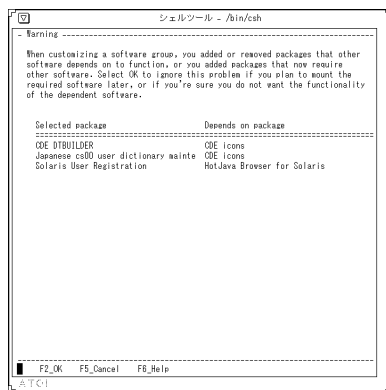 シェルツール - /bin/csh
- Warning
When customizing a software group, you added or removed packages that other
software depends on to function, or you added packages that now require
other software. Select OK to ignore this problem if you plan to mount the
required software later, or if you're sure you do not want the functionality
of the dependent software.
Selected package Depends on package
CDE DTBUILDER CDE icons
Japanese cs00 user dictionary mainte CDE icons
Solaris User Registration HotJava Browser for Solaris
F2_OK F5_Cancel F6_Help